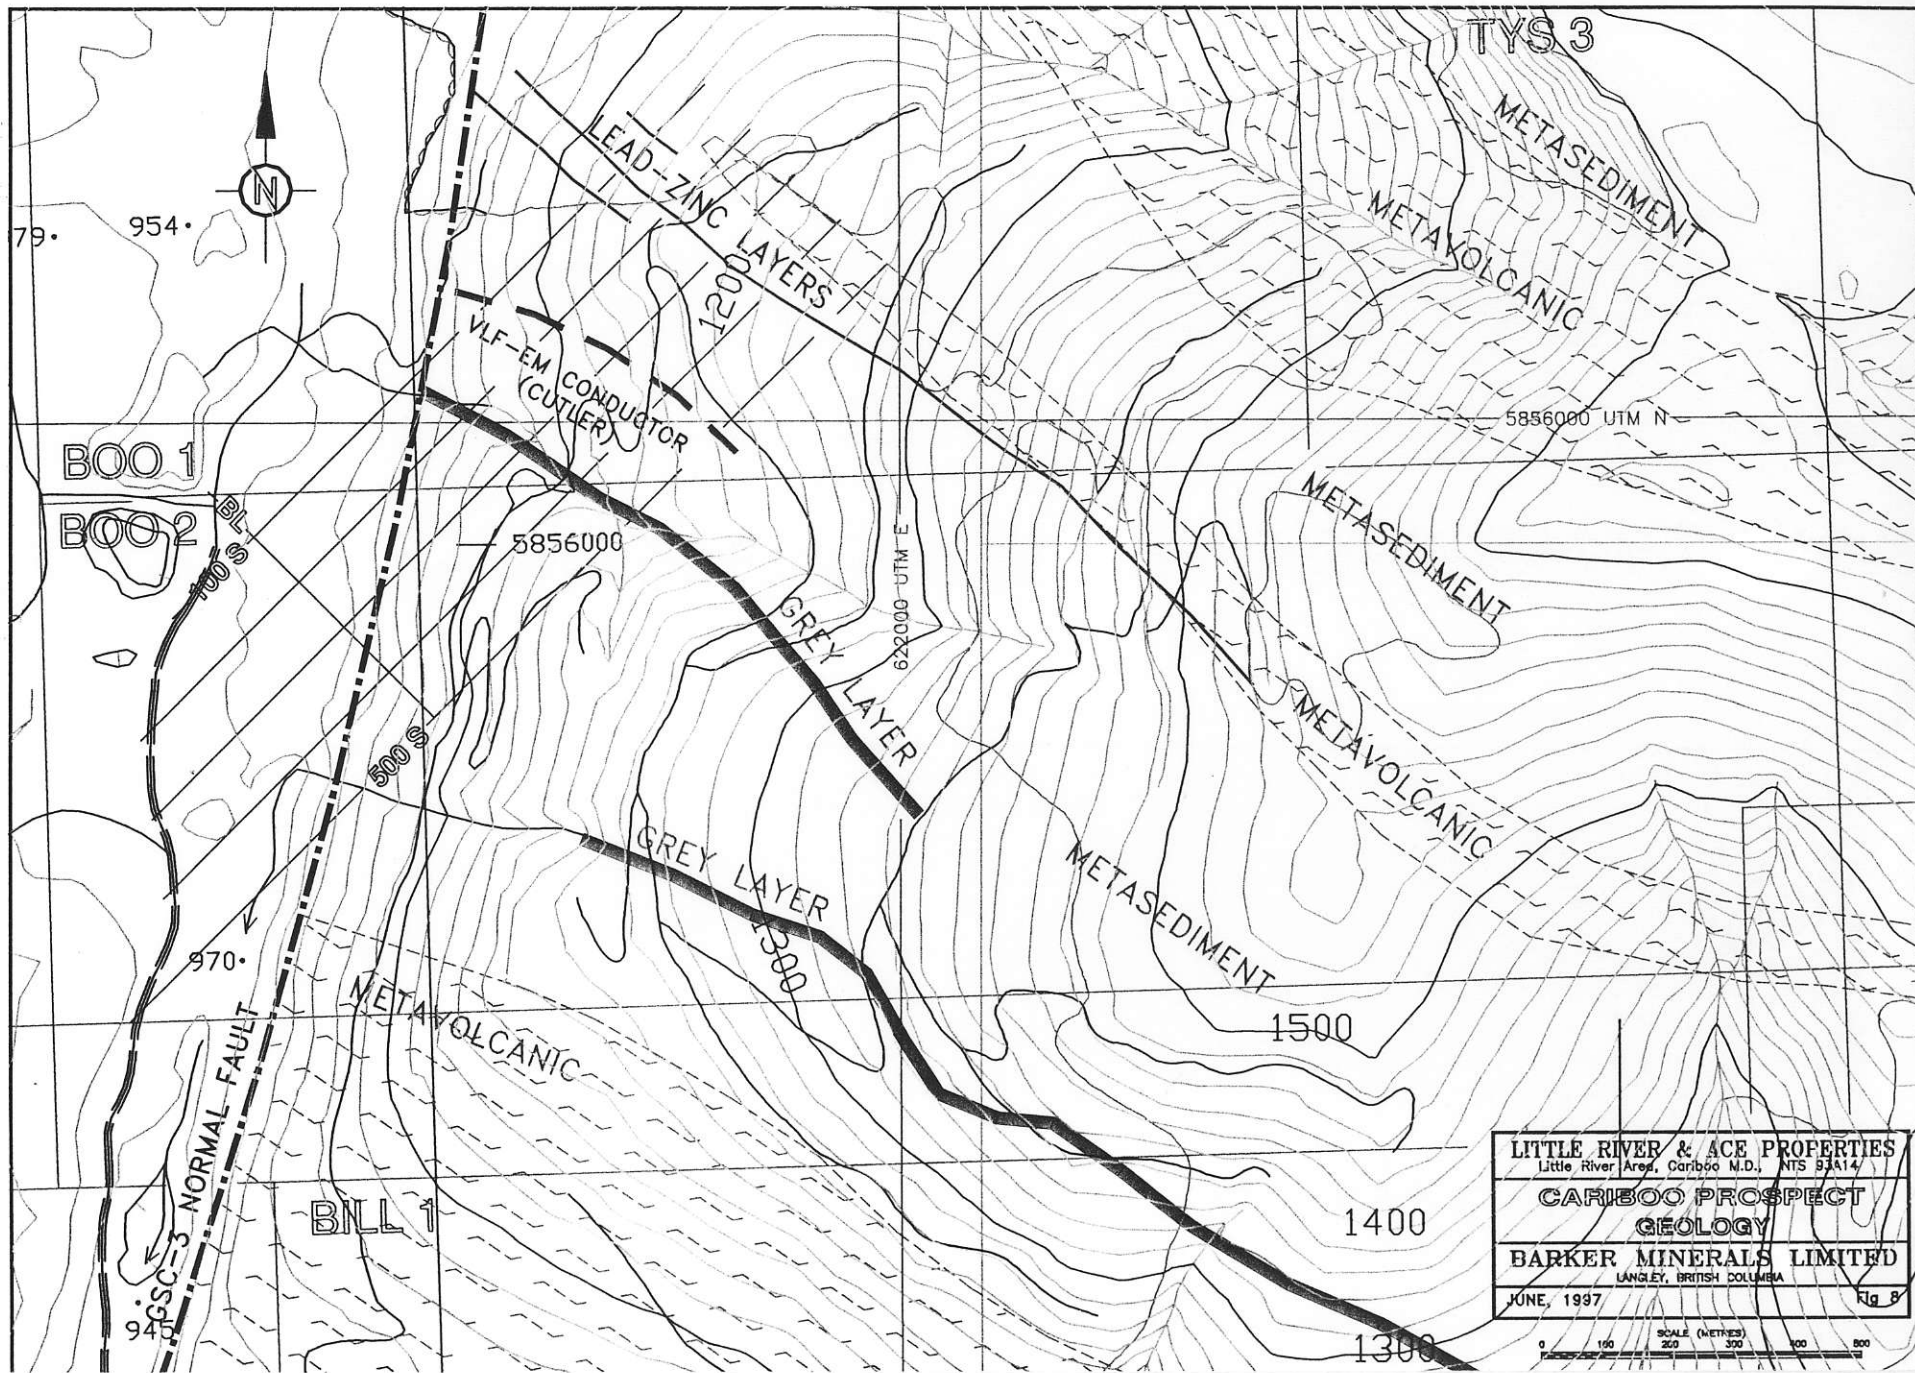 TYS 3
METASEDIMENT
METAVOLCANIC
LEAD-ZINC LAYERS
N
954
79
1200
VLF-EM CONDUCTOR
(CUTLER)
5856000 UTM N
BOO 1
BOO 2
BL
100 S
5856000
622000 UTM E
METASEDIMENT
GREY LAYER
500 S
METAVOLCANIC
GREY LAYER
METASEDIMENT
1300
970
METAVOLCANIC
1500
GSC-3 NORMAL FAULT
BILL 1
1400
945
1300
LITTLE RIVER & ACE PROPERTIES
Little River Area, Cariboo M.D., NTS 93A14
CARIBOO PROSPECT
GEOLOGY
BARKER MINERALS LIMITED
LANGLEY, BRITISH COLUMBIA
JUNE, 1997 Fig 8
SCALE (METRES)
0 100 200 300 400 500